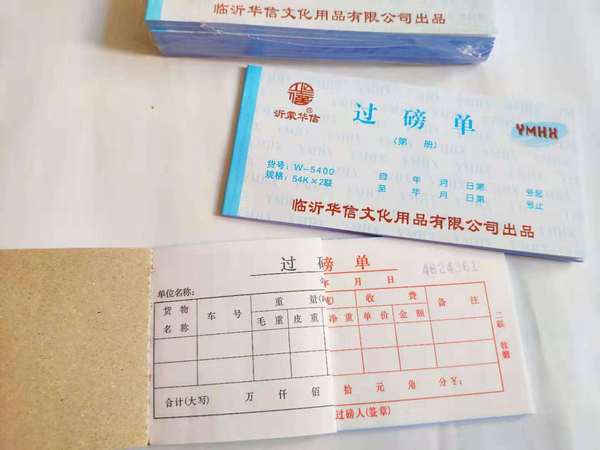 临沂华信文化用品有限公司出品
沂蒙华信
®
过磅单
YMHX
(第 册)
货号:W-5400
规格:54K×2联
自 年 月 日第 号起
至 年 月 日第 号止
临沂华信文化用品有限公司出品
过磅单
4824361
单位名称:
年 月 日
货物名称
车号
重量
收费
备注
毛重
皮重
净重
单价
金额
合计(大写) 万 仟 佰 拾 元 角 分 ¥:
过磅人(签章)
二联